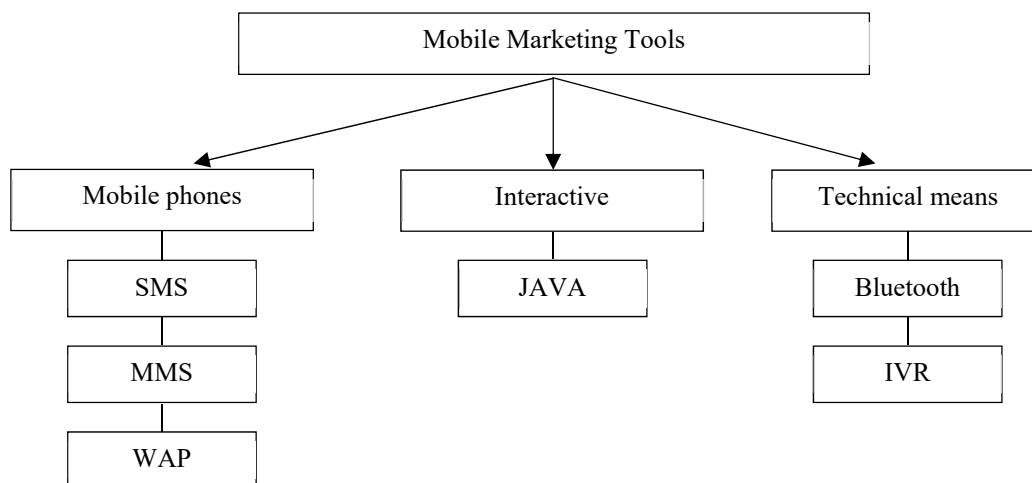 Mobile Marketing Tools
Mobile phones
Interactive
Technical means
SMS
JAVA
Bluetooth
MMS
IVR
WAP